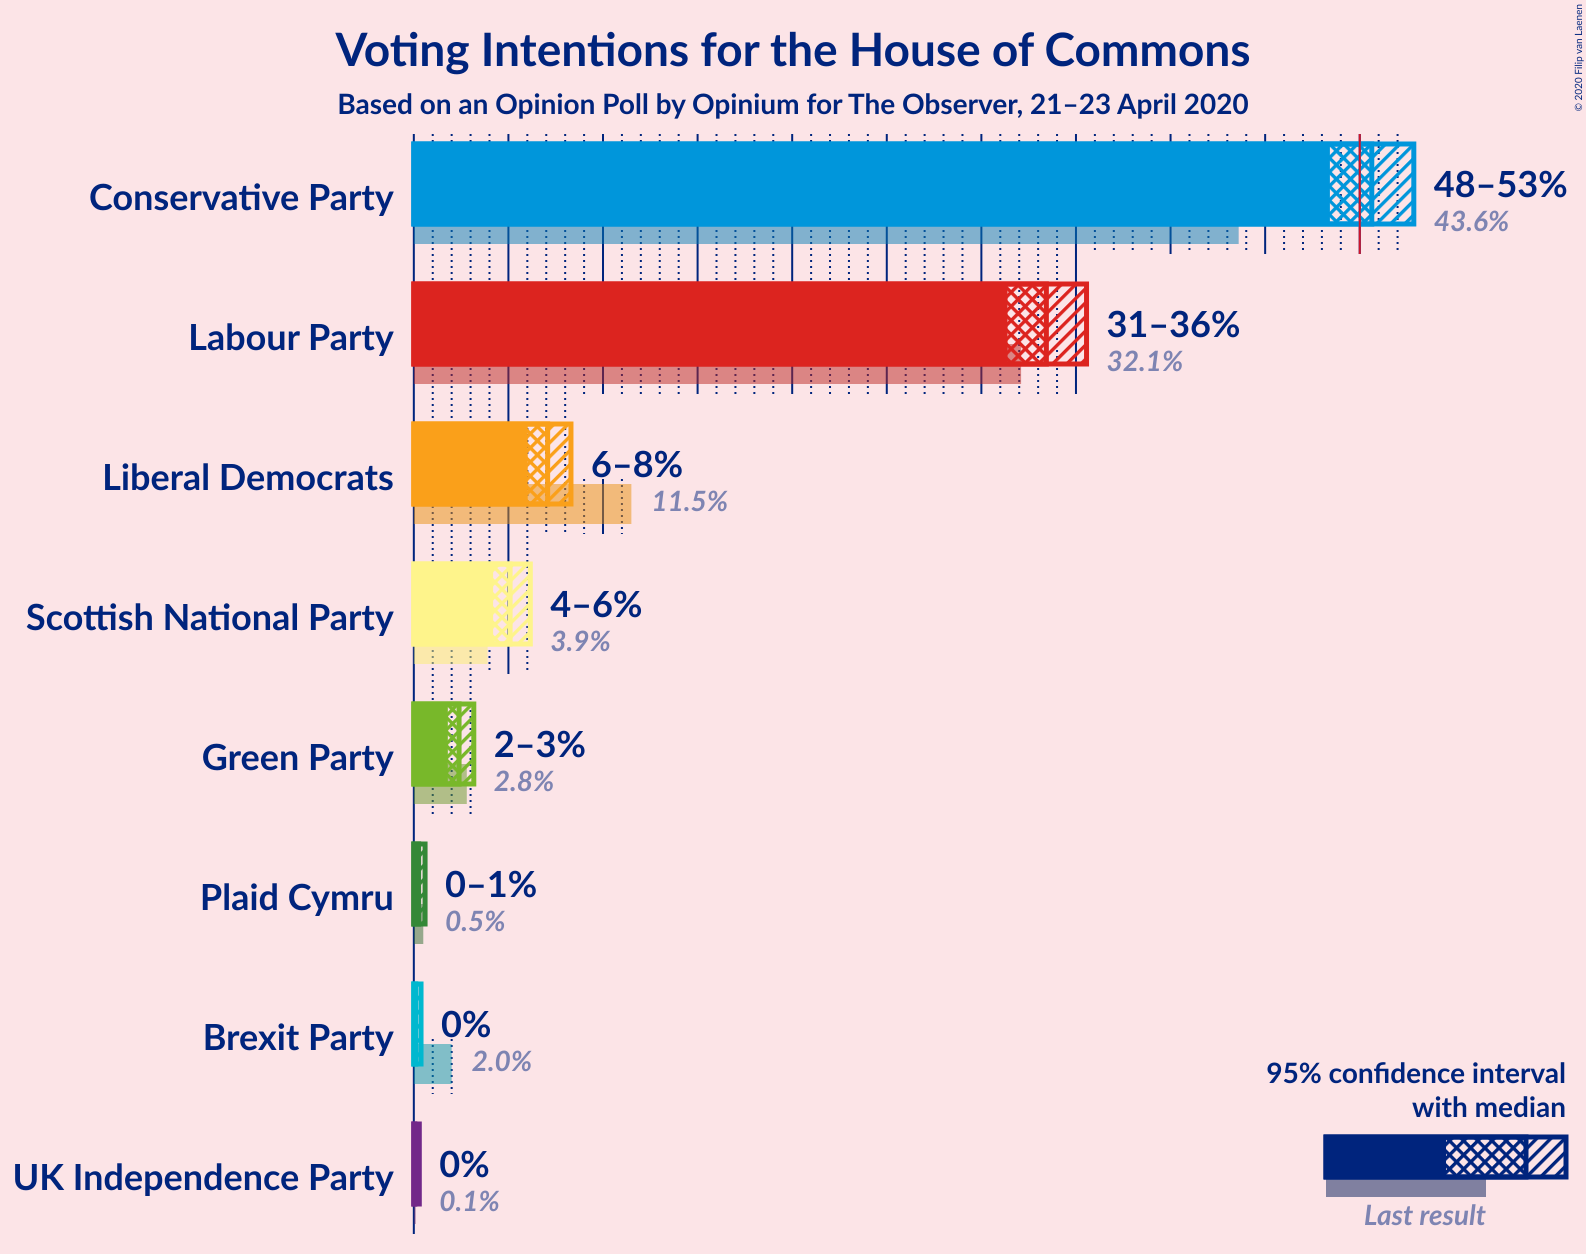 Voting Intentions for the House of Commons
Based on an Opinion Poll by Opinium for The Observer, 21–23 April 2020
© 2020 Filip van Laenen
Conservative Party
48–53%
43.6%
Labour Party
31–36%
32.1%
Liberal Democrats
6–8%
11.5%
Scottish National Party
4–6%
3.9%
Green Party
2–3%
2.8%
Plaid Cymru
0–1%
0.5%
Brexit Party
0%
2.0%
UK Independence Party
0%
0.1%
95% confidence interval
with median
Last result